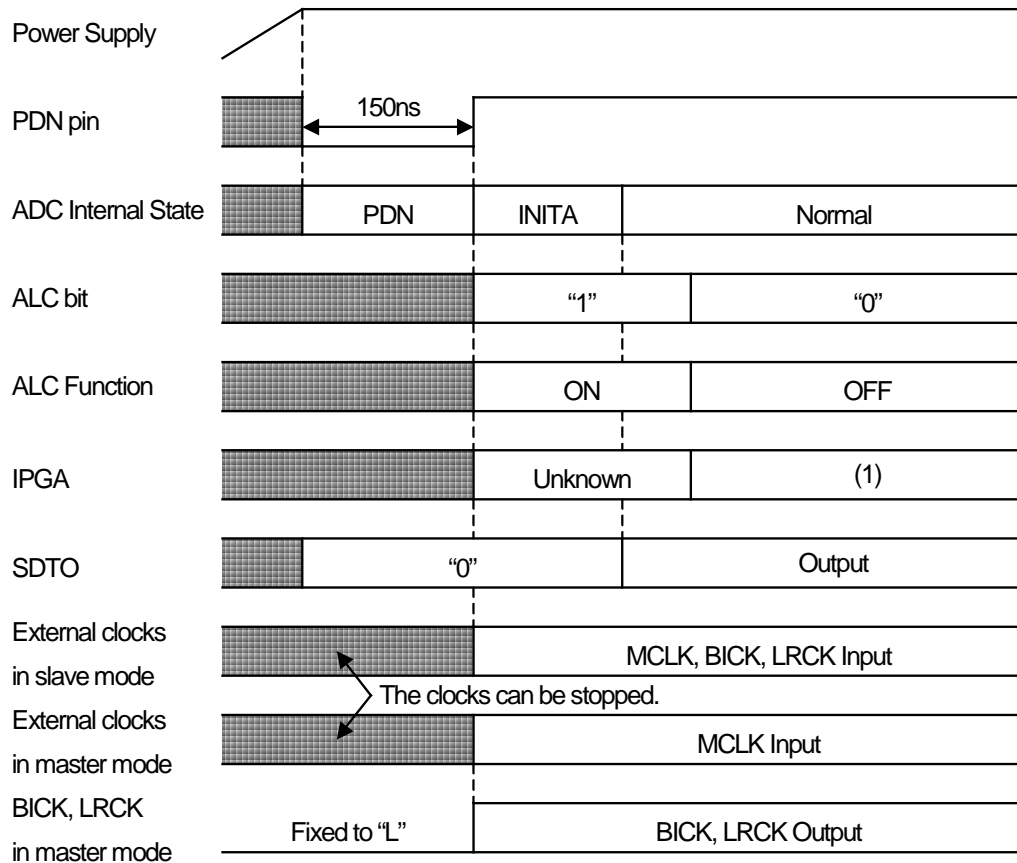 Power Supply
PDN pin
150ns
ADC Internal State
PDN
INITA
Normal
ALC bit
“1”
“0”
ALC Function
ON
OFF
IPGA
Unknown
(1)
SDTO
“0”
Output
External clocks
in slave mode
MCLK, BICK, LRCK Input
The clocks can be stopped.
External clocks
in master mode
MCLK Input
BICK, LRCK
in master mode
Fixed to “L”
BICK, LRCK Output